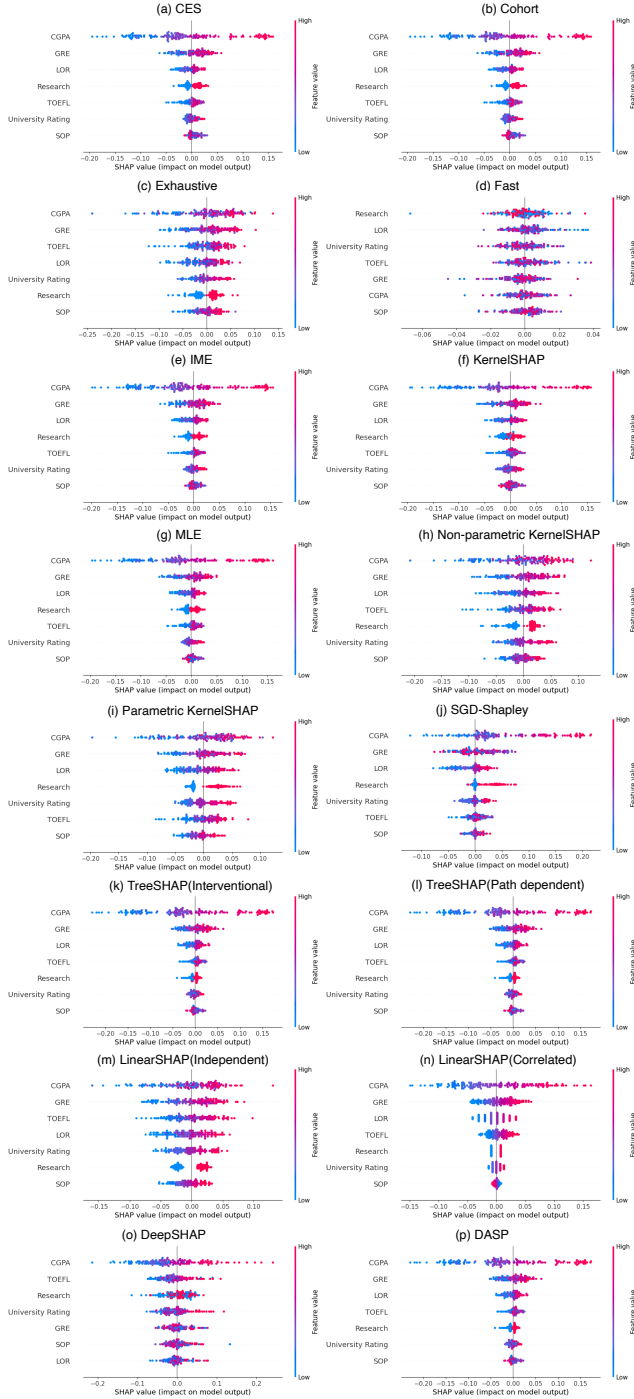 (a) CES
High
CGPA
GRE
LOR
Research
TOEFL
University Rating
SOP
Feature value
Low
−0.20 −0.15 −0.10 −0.05 0.00 0.05 0.10 0.15
SHAP value (impact on model output)
(b) Cohort
High
CGPA
GRE
LOR
Research
TOEFL
University Rating
SOP
Feature value
Low
−0.20 −0.15 −0.10 −0.05 0.00 0.05 0.10 0.15
SHAP value (impact on model output)
(c) Exhaustive
High
CGPA
GRE
TOEFL
LOR
University Rating
Research
SOP
Feature value
Low
−0.25 −0.20 −0.15 −0.10 −0.05 0.00 0.05 0.10 0.15
SHAP value (impact on model output)
(d) Fast
High
Research
LOR
University Rating
TOEFL
GRE
CGPA
SOP
Feature value
Low
−0.06 −0.04 −0.02 0.00 0.02 0.04
SHAP value (impact on model output)
(e) IME
High
CGPA
GRE
LOR
Research
TOEFL
University Rating
SOP
Feature value
Low
−0.20 −0.15 −0.10 −0.05 0.00 0.05 0.10 0.15
SHAP value (impact on model output)
(f) KernelSHAP
High
CGPA
GRE
LOR
Research
TOEFL
University Rating
SOP
Feature value
Low
−0.20 −0.15 −0.10 −0.05 0.00 0.05 0.10 0.15
SHAP value (impact on model output)
(g) MLE
High
CGPA
GRE
LOR
Research
TOEFL
University Rating
SOP
Feature value
Low
−0.20 −0.15 −0.10 −0.05 0.00 0.05 0.10 0.15
SHAP value (impact on model output)
(h) Non-parametric KernelSHAP
High
CGPA
GRE
LOR
TOEFL
Research
University Rating
SOP
Feature value
Low
−0.20 −0.15 −0.10 −0.05 0.00 0.05 0.10
SHAP value (impact on model output)
(i) Parametric KernelSHAP
High
CGPA
GRE
LOR
Research
University Rating
TOEFL
SOP
Feature value
Low
−0.20 −0.15 −0.10 −0.05 0.00 0.05 0.10
SHAP value (impact on model output)
(j) SGD-Shapley
High
CGPA
GRE
LOR
Research
University Rating
TOEFL
SOP
Feature value
Low
−0.10 −0.05 0.00 0.05 0.10 0.15 0.20
SHAP value (impact on model output)
(k) TreeSHAP(Interventional)
High
CGPA
GRE
LOR
TOEFL
Research
University Rating
SOP
Feature value
Low
−0.20 −0.15 −0.10 −0.05 0.00 0.05 0.10 0.15
SHAP value (impact on model output)
(l) TreeSHAP(Path dependent)
High
CGPA
GRE
LOR
TOEFL
Research
University Rating
SOP
Feature value
Low
−0.20 −0.15 −0.10 −0.05 0.00 0.05 0.10 0.15
SHAP value (impact on model output)
(m) LinearSHAP(Independent)
High
CGPA
GRE
TOEFL
LOR
University Rating
Research
SOP
Feature value
Low
−0.20 −0.15 −0.10 −0.05 0.00 0.05 0.10
SHAP value (impact on model output)
(n) LinearSHAP(Correlated)
High
CGPA
GRE
LOR
TOEFL
Research
University Rating
SOP
Feature value
Low
−0.15 −0.10 −0.05 0.00 0.05 0.10 0.15
SHAP value (impact on model output)
(o) DeepSHAP
High
CGPA
TOEFL
Research
University Rating
GRE
SOP
LOR
Feature value
Low
−0.2 −0.1 0.0 0.1 0.2
SHAP value (impact on model output)
(p) DASP
High
CGPA
GRE
LOR
TOEFL
Research
University Rating
SOP
Feature value
Low
−0.20 −0.15 −0.10 −0.05 0.00 0.05 0.10 0.15
SHAP value (impact on model output)